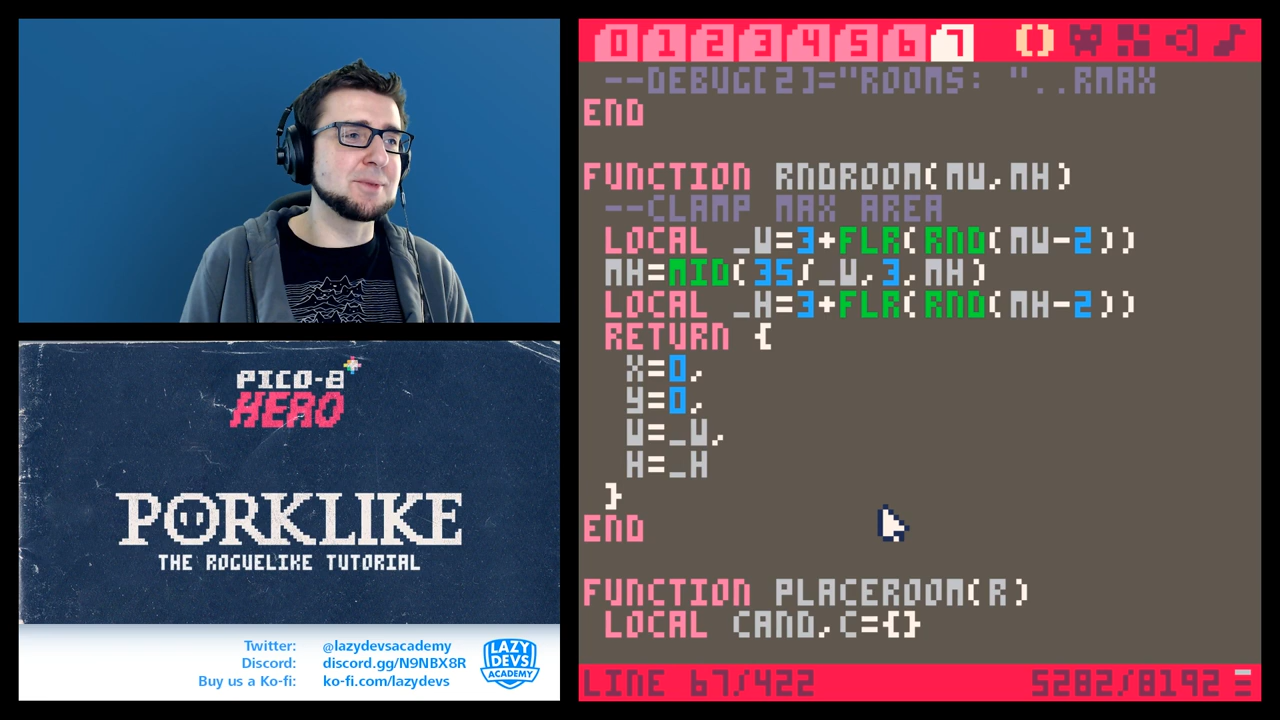 0 1 2 3 4 5 6 7 ()
--DEBUG[2]="ROOMS: "..RMAX
END
FUNCTION RNDROOM(MW,MH)
--CLAMP MAX AREA
LOCAL _W=3+FLR(RND(MW-2))
MH=MID(35/_W,3,MH)
LOCAL _H=3+FLR(RND(MH-2))
RETURN {
X=0,
Y=0,
W=_W,
H=_H
}
END
FUNCTION PLACEROOM(R)
LOCAL CAND,C={}
LINE 67/422 5282/8192
PICO-8
HERO
PORKLIKE
THE ROGUELIKE TUTORIAL
Twitter: @lazydevsacademy
Discord: discord.gg/N9NBX8R
Buy us a Ko-fi: ko-fi.com/lazydevs
LAZY
DEVS
ACADEMY